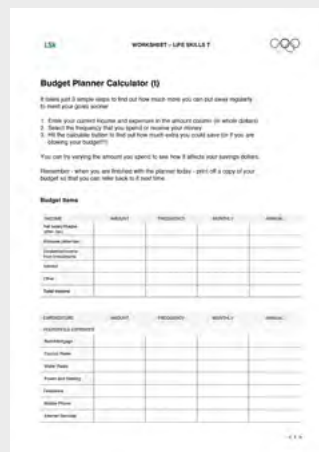 LSk
WORKSHEET – LIFE SKILLS 7
Budget Planner Calculator (t)
It takes just 3 simple steps to find out how much more you can put away regularly
to meet your goals sooner
1. Enter your current income and expenses in the amount column (in whole dollars)
2. Select the frequency that you spend or receive your money
3. Hit the calculate button to find out how much extra you could save (or if you are
blowing your budget!!!)
You can try varying the amount you spend to see how it affects your savings dollars.
Remember - when you are finished with the planner today - print off a copy of your
budget so that you can refer back to it over time.
Budget Items
INCOME AMOUNT FREQUENCY MONTHLY ANNUAL
(after tax)
from investments
Interest
Other
Total Income
EXPENDITURE AMOUNT FREQUENCY MONTHLY ANNUAL
HOUSEHOLD EXPENSES
Rent/Mortgage
Council Rates
Water Rates
Power and Heating
Telephone
Mobile Phone
Internet Services